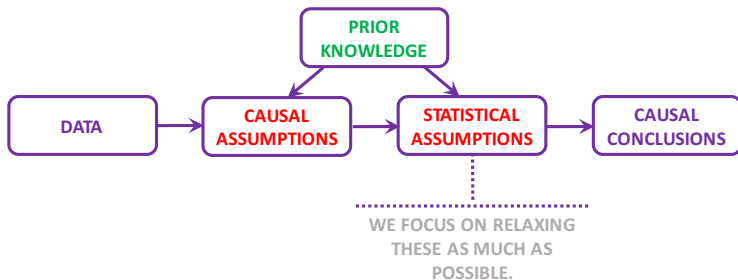 PRIOR
KNOWLEDGE
DATA
CAUSAL
ASSUMPTIONS
STATISTICAL
ASSUMPTIONS
CAUSAL
CONCLUSIONS
WE FOCUS ON RELAXING
THESE AS MUCH AS
POSSIBLE.